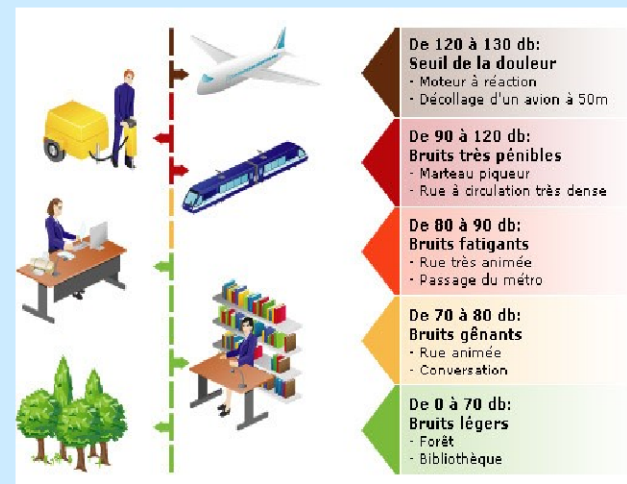 De 120 à 130 db:
Seuil de la douleur
- Moteur à réaction
- Décollage d'un avion à 50m
De 90 à 120 db:
Bruits très pénibles
- Marteau piqueur
- Rue à circulation très dense
De 80 à 90 db:
Bruits fatigants
- Rue très animée
- Passage du métro
De 70 à 80 db:
Bruits gênants
- Rue animée
- Conversation
De 0 à 70 db:
Bruits légers
- Forêt
- Bibliothèque